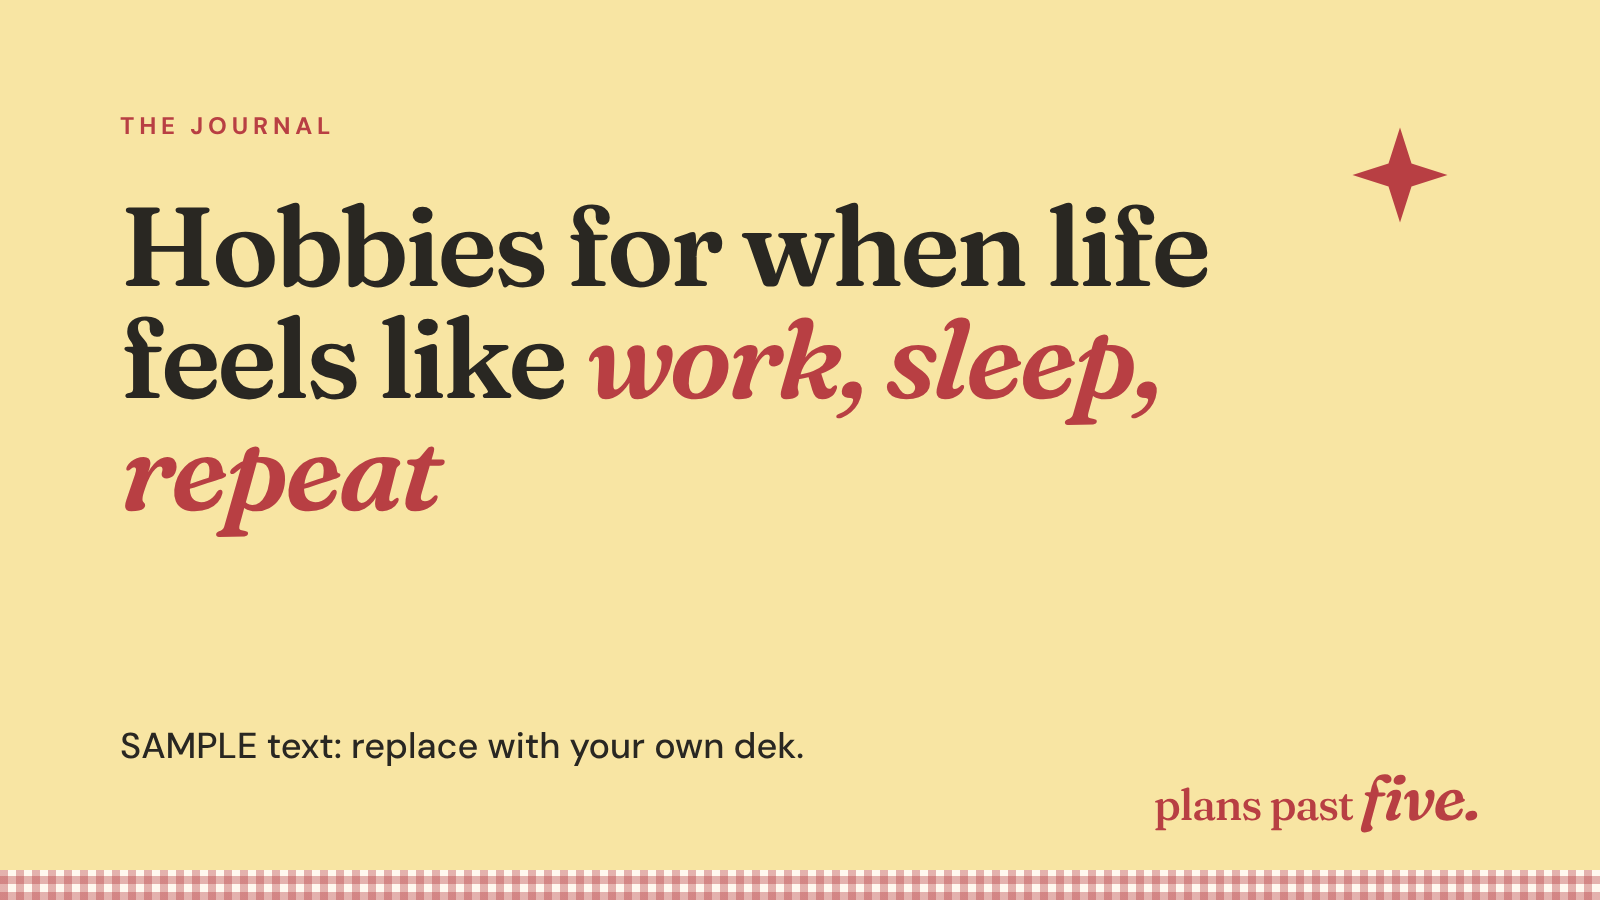 THE JOURNAL
Hobbies for when life
feels like work, sleep,
repeat
SAMPLE text: replace with your own dek.
plans past five.